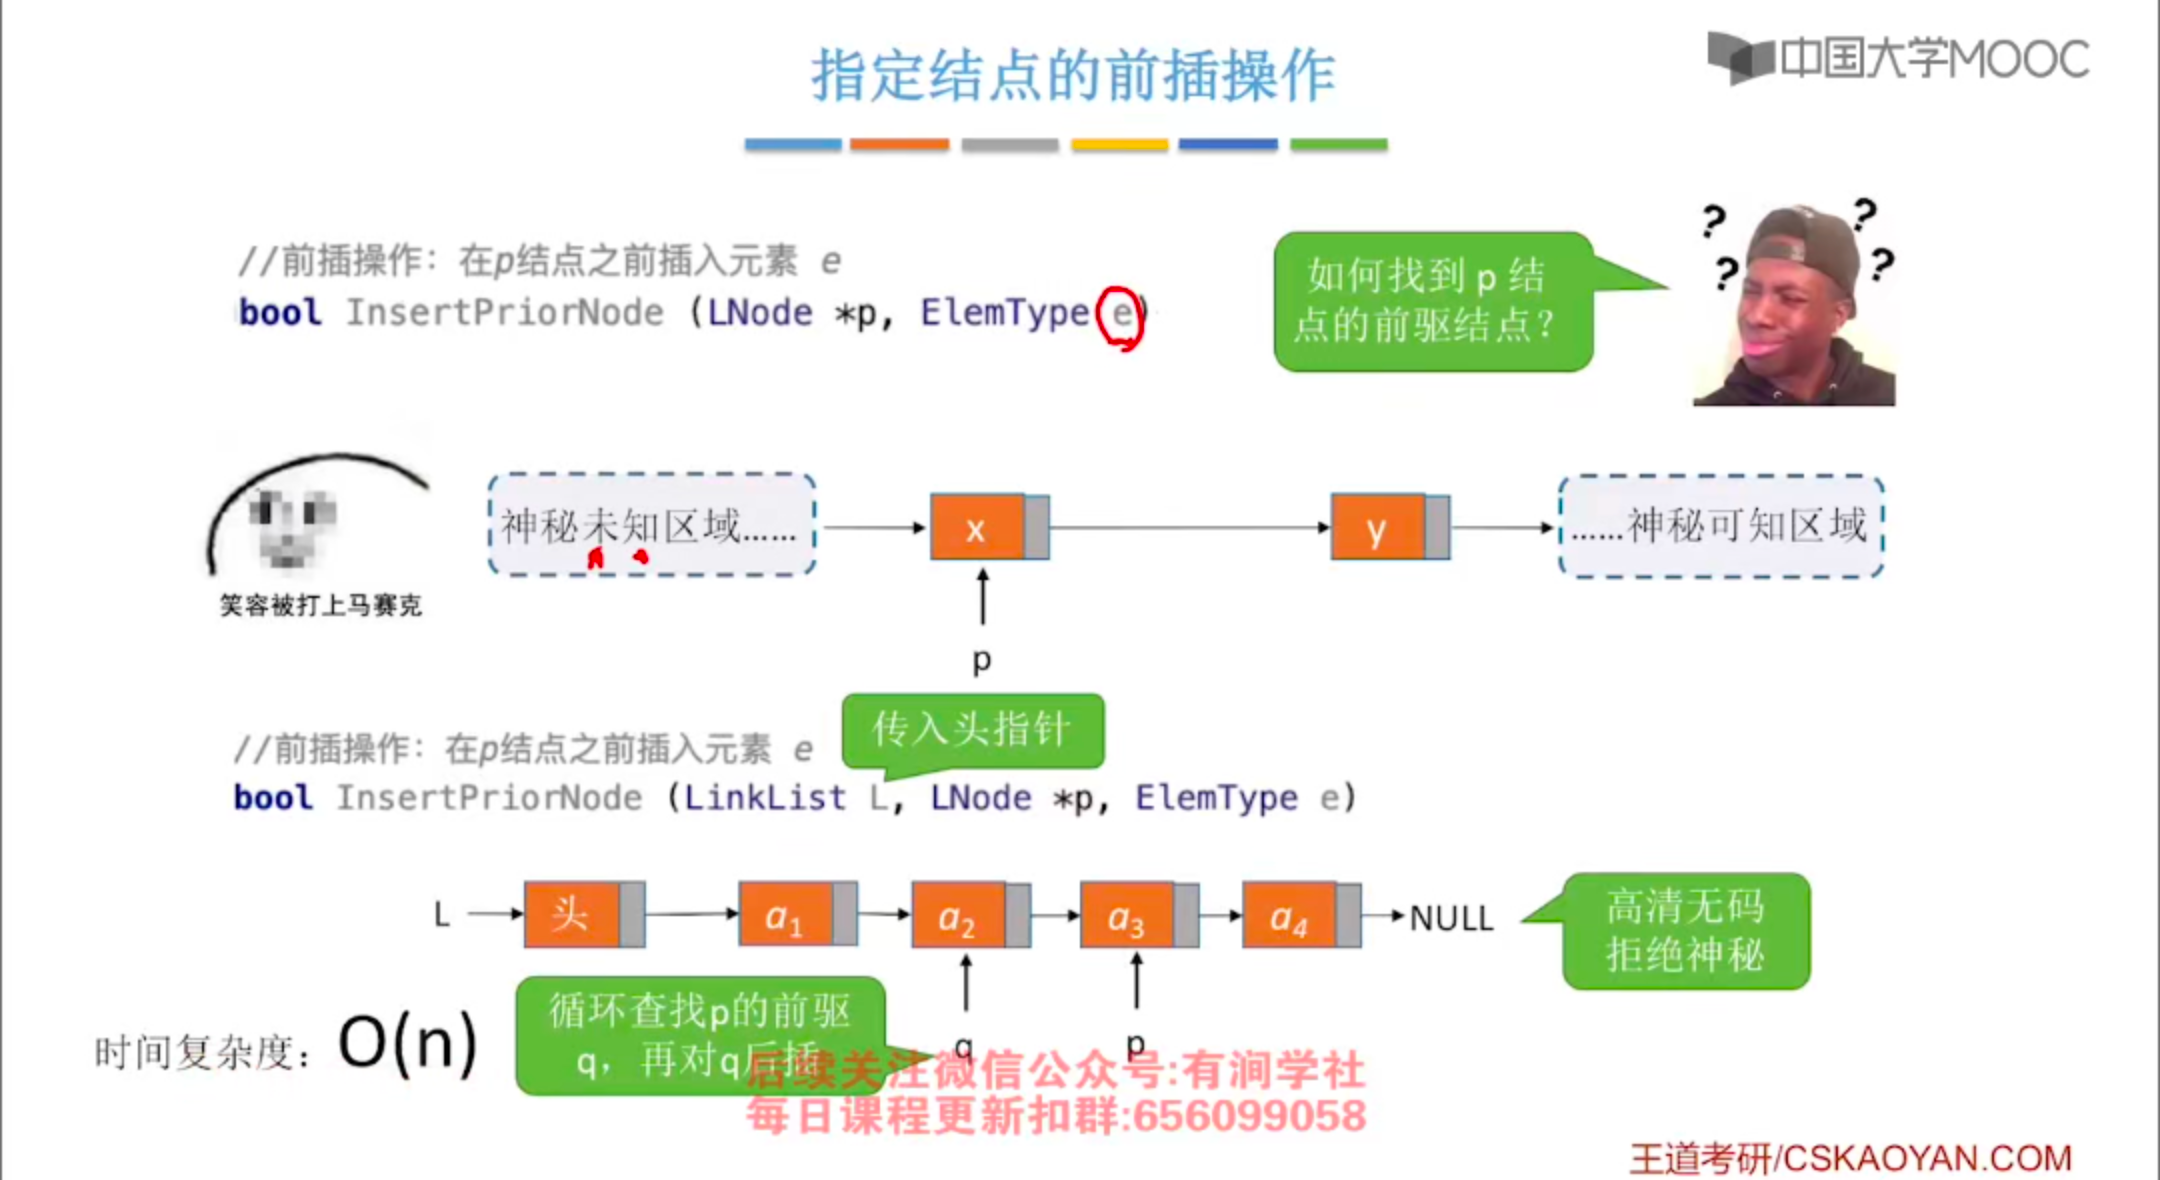 指定结点的前插操作
中国大学MOOC
//前插操作：在p结点之前插入元素 e
bool InsertPriorNode (LNode *p, ElemType e)
如何找到 p 结
点的前驱结点？
? ? ? ?
神秘未知区域……
x
y
……神秘可知区域
笑容被打上马赛克
p
传入头指针
//前插操作：在p结点之前插入元素 e
bool InsertPriorNode (LinkList L, LNode *p, ElemType e)
L
头
a1
a2
a3
a4
NULL
高清无码
拒绝神秘
时间复杂度：O(n)
循环查找p的前驱
q，再对q后插
q
p
后续关注微信公众号:有涧学社
每日课程更新扣群:656099058
王道考研/CSKAOYAN.COM